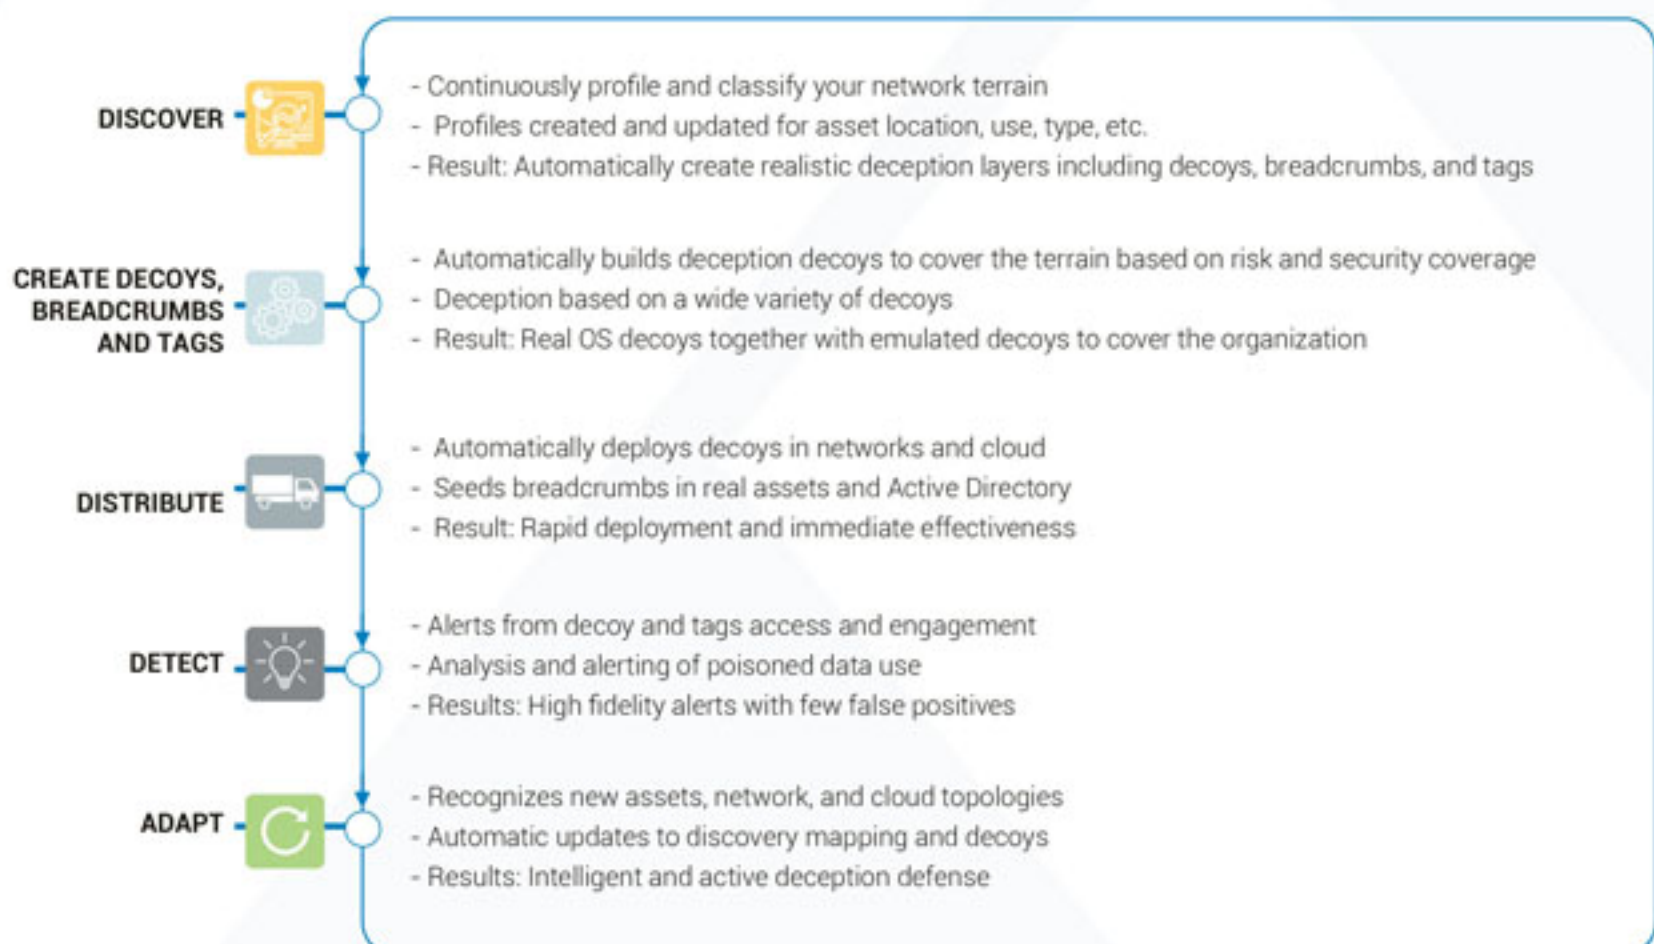 DISCOVER
- Continuously profile and classify your network terrain
- Profiles created and updated for asset location, use, type, etc.
- Result: Automatically create realistic deception layers including decoys, breadcrumbs, and tags
CREATE DECOYS,
BREADCRUMBS
AND TAGS
- Automatically builds deception decoys to cover the terrain based on risk and security coverage
- Deception based on a wide variety of decoys
- Result: Real OS decoys together with emulated decoys to cover the organization
DISTRIBUTE
- Automatically deploys decoys in networks and cloud
- Seeds breadcrumbs in real assets and Active Directory
- Result: Rapid deployment and immediate effectiveness
DETECT
- Alerts from decoy and tags access and engagement
- Analysis and alerting of poisoned data use
- Results: High fidelity alerts with few false positives
ADAPT
- Recognizes new assets, network, and cloud topologies
- Automatic updates to discovery mapping and decoys
- Results: Intelligent and active deception defense